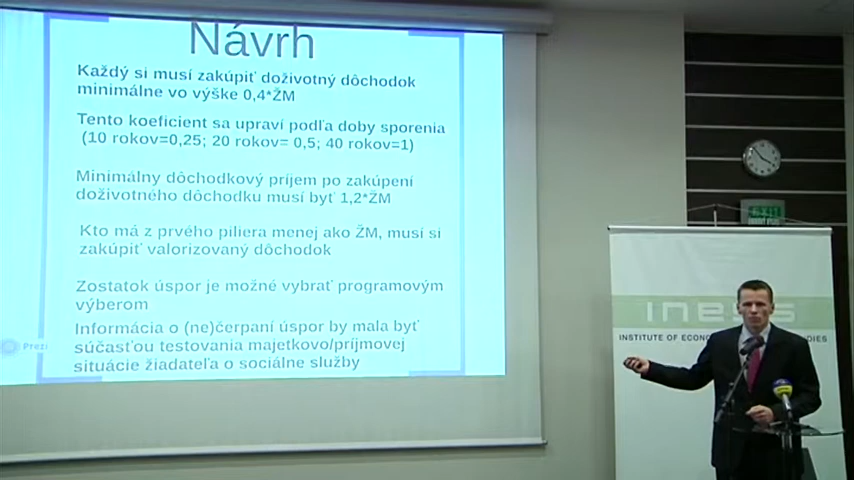 Návrh
Každý si musí zakúpiť doživotný dôchodok
minimálne vo výške 0,4*ŽM
Tento koeficient sa upraví podľa doby sporenia
(10 rokov=0,25; 20 rokov= 0,5; 40 rokov=1)
Minimálny dôchodkový príjem po zakúpení
doživotného dôchodku musí byť 1,2*ŽM
Kto má z prvého piliera menej ako ŽM, musí si
zakúpiť valorizovaný dôchodok
Zostatok úspor je možné vybrať programovým
výberom
Informácia o (ne)čerpaní úspor by mala byť
súčasťou testovania majetkovo/príjmovej
situácie žiadateľa o sociálne služby
Prezi
EXIT
INSTITUTE OF